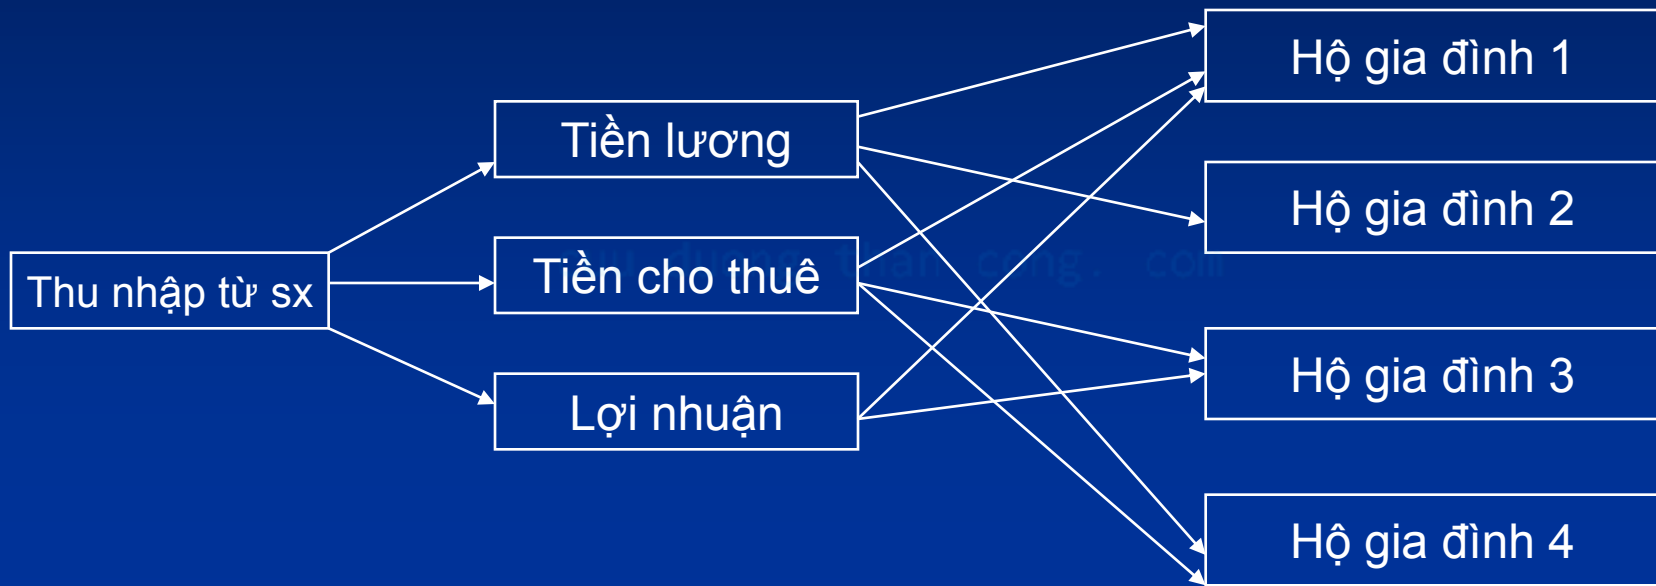 Thu nhập từ sx
Tiền lương
Tiền cho thuê
Lợi nhuận
Hộ gia đình 1
Hộ gia đình 2
Hộ gia đình 3
Hộ gia đình 4